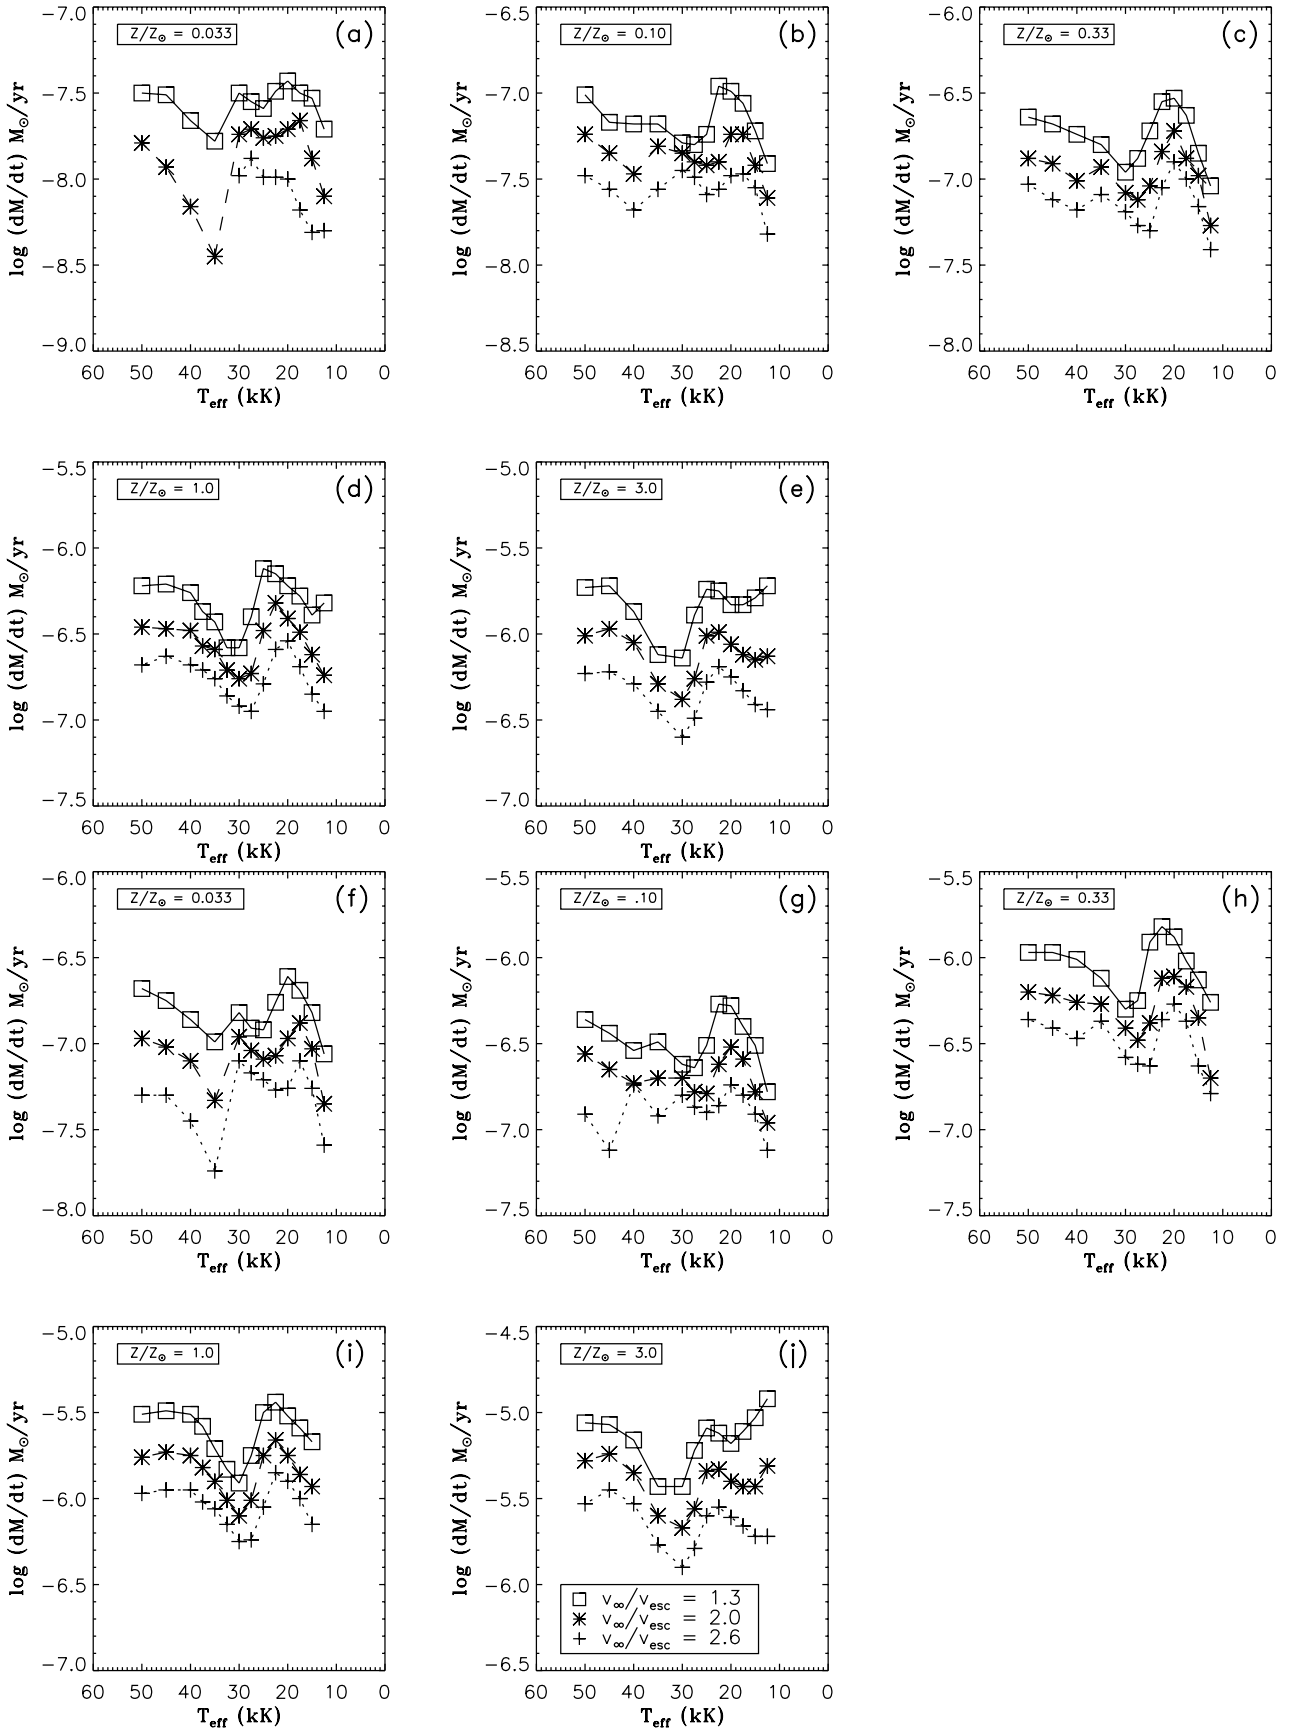 (a)
Z/Z⊙ = 0.033
−7.0
−7.5
−8.0
−8.5
−9.0
log (dM/dt) M⊙/yr
60 50 40 30 20 10 0
Teff (kK)
(b)
Z/Z⊙ = 0.10
−6.5
−7.0
−7.5
−8.0
−8.5
log (dM/dt) M⊙/yr
60 50 40 30 20 10 0
Teff (kK)
(c)
Z/Z⊙ = 0.33
−6.0
−6.5
−7.0
−7.5
−8.0
log (dM/dt) M⊙/yr
60 50 40 30 20 10 0
Teff (kK)
(d)
Z/Z⊙ = 1.0
−5.5
−6.0
−6.5
−7.0
−7.5
log (dM/dt) M⊙/yr
60 50 40 30 20 10 0
Teff (kK)
(e)
Z/Z⊙ = 3.0
−5.0
−5.5
−6.0
−6.5
−7.0
log (dM/dt) M⊙/yr
60 50 40 30 20 10 0
Teff (kK)
(f)
Z/Z⊙ = 0.033
−6.0
−6.5
−7.0
−7.5
−8.0
log (dM/dt) M⊙/yr
60 50 40 30 20 10 0
Teff (kK)
(g)
Z/Z⊙ = .10
−5.5
−6.0
−6.5
−7.0
−7.5
log (dM/dt) M⊙/yr
60 50 40 30 20 10 0
Teff (kK)
(h)
Z/Z⊙ = 0.33
−5.5
−6.0
−6.5
−7.0
−7.5
log (dM/dt) M⊙/yr
60 50 40 30 20 10 0
Teff (kK)
(i)
Z/Z⊙ = 1.0
−5.0
−5.5
−6.0
−6.5
−7.0
log (dM/dt) M⊙/yr
60 50 40 30 20 10 0
Teff (kK)
(j)
Z/Z⊙ = 3.0
−4.5
−5.0
−5.5
−6.0
−6.5
log (dM/dt) M⊙/yr
v∞/vesc = 1.3
v∞/vesc = 2.0
v∞/vesc = 2.6
60 50 40 30 20 10 0
Teff (kK)